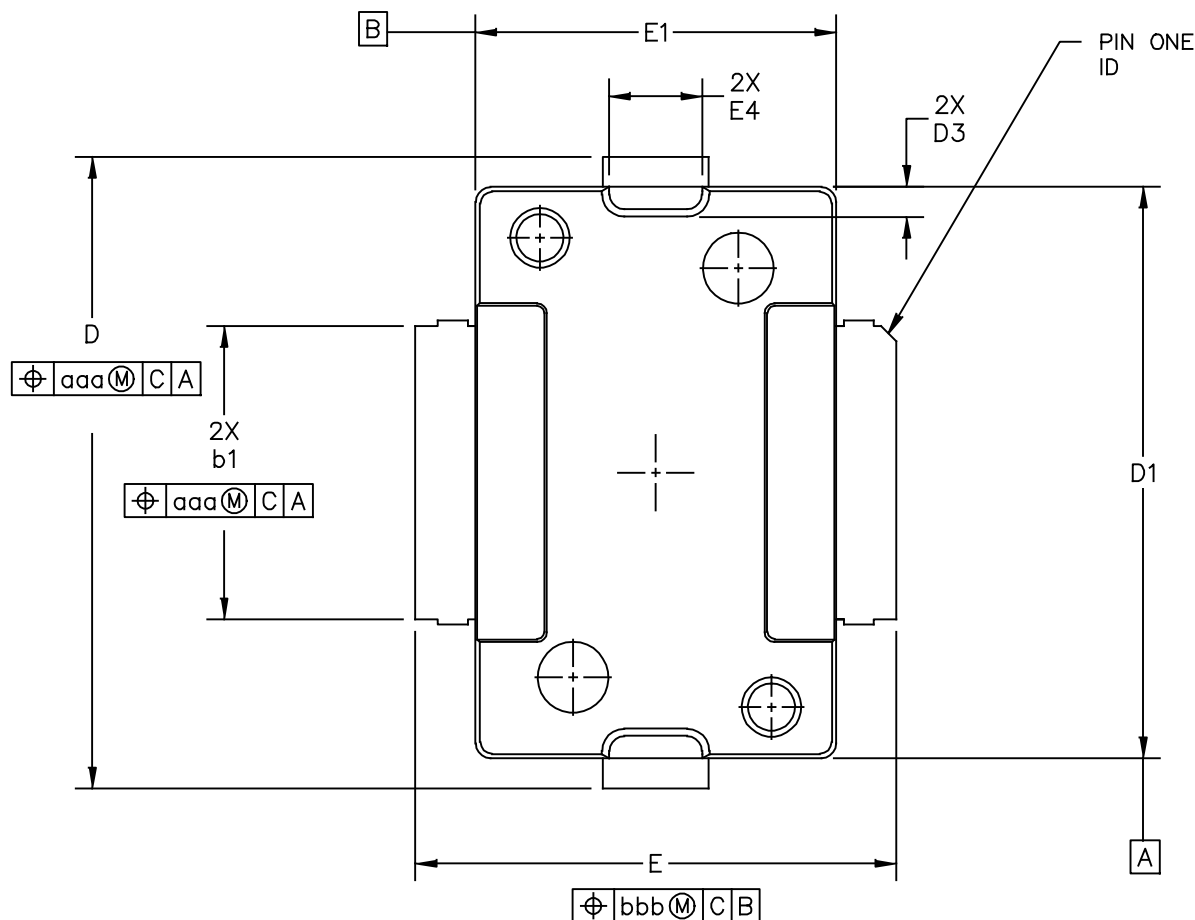 B
E1
PIN ONE
ID
2X
E4
2X
D3
D
⌖ aaa Ⓜ C A
2X
b1
⌖ aaa Ⓜ C A
D1
E
⌖ bbb Ⓜ C B
A